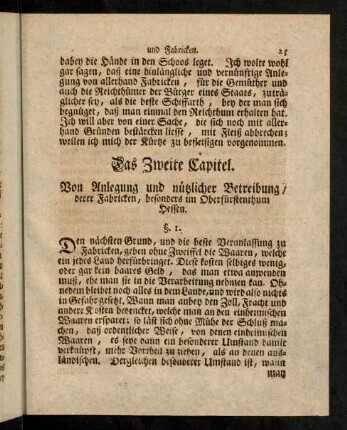 und Fabricken. 25
dabey die Hände in den Schoos leget. Ich wolte wohl
gar sagen, daß eine hinlängliche und vernünftige Anle-
gung von allerhand Fabricken, für die Gemüther und
auch die Reichthümer der Bürger eines Staats, zuträg-
licher sey, als die beste Schiffarth, bey der man sich
begnüget, daß man einmal den Reichthum erhalten hat.
Ich will aber von einer Sache, die sich noch mit aller-
hand Gründen bestärcken liesse, mit Fleiß abbrechen;
weilen ich mich der Kürtze zu befleisigen vorgenommen.
Das Zweite Capitel.
Von Anlegung und nützlicher Betreibung/
derer Fabricken, besonders im Oberfürstenthum
Hessen.
§. 1.
Den nächsten Grund, und die beste Veranlassung zu
Fabricken, geben ohne Zweiffel die Waaren, welche
ein jedes Land herfürbringet. Diese kosten selbiges wenig,
oder gar kein baares Geld, das man etwa anwenden
muß, ehe man sie in die Verarbeitung nehmen kan. Oh-
nedem bleibet noch alles in dem Lande, und wird also nichts
in Gefahr gesetzt. Wann man anbey den Zoll, Fracht und
andere Kosten bedencket, welche man an den einheimischen
Waaren ersparet; so läst sich ohne Mühe der Schluß ma-
chen, daß ordentlicher Weise, von denen einheimischen
Waaren, es seye dann ein besonderer Umstand damit
verknüpft, mehr Vortheil zu ziehen, als an denen aus-
ländischen. Dergleichen besonderer Umstand ist, wann
man